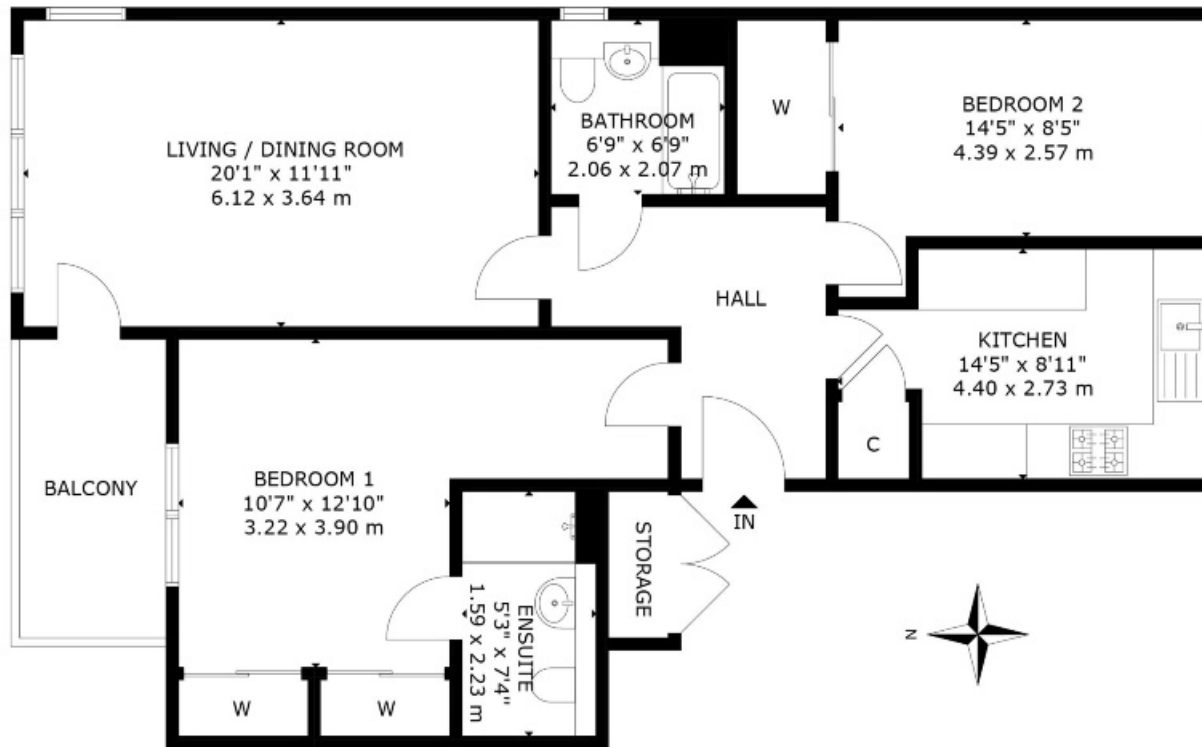 LIVING / DINING ROOM
20'1" x 11'11"
6.12 x 3.64 m
BATHROOM
6'9" x 6'9"
2.06 x 2.07 m
W
BEDROOM 2
14'5" x 8'5"
4.39 x 2.57 m
HALL
KITCHEN
14'5" x 8'11"
4.40 x 2.73 m
C
BALCONY
BEDROOM 1
10'7" x 12'10"
3.22 x 3.90 m
W
W
ENSUITE
5'3" x 7'4"
1.59 x 2.23 m
STORAGE
IN
N